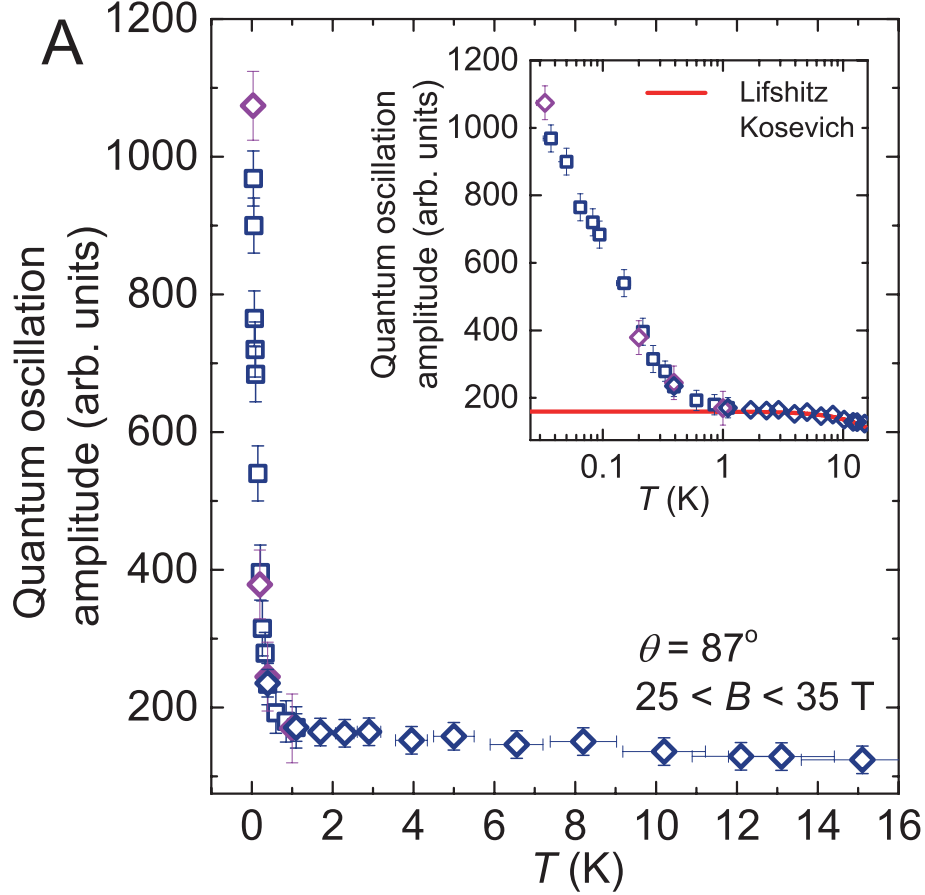 A
1200
1000
800
600
400
200
0
2
4
6
8
10
12
14
16
T (K)
Quantum oscillation
amplitude (arb. units)
θ = 87°
25 < B < 35 T
1200
1000
800
600
400
200
0.1
1
10
T (K)
Quantum oscillation
amplitude (arb. units)
Lifshitz
Kosevich